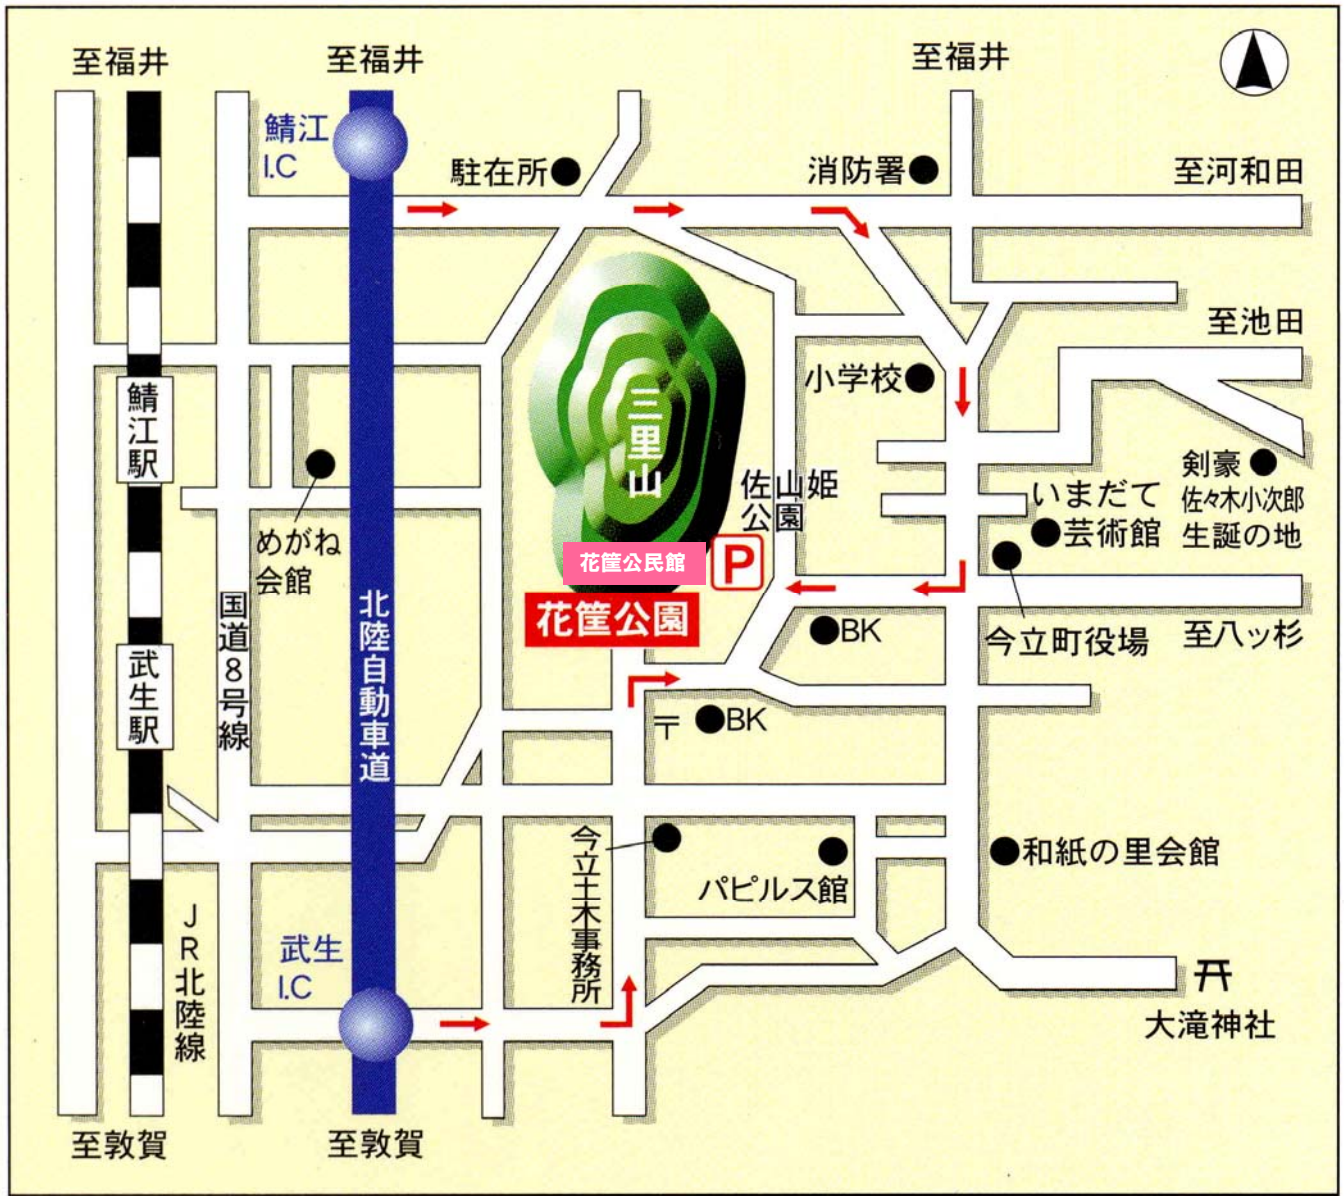 至福井
至福井
至福井
鯖江
I.C
駐在所
消防署
至河和田
至池田
鯖江駅
小学校
三里山
めがね
会館
佐山姫
公園
いまだて
芸術館
剣豪
佐々木小次郎
生誕の地
花筐公民館
P
花筐公園
国道8号線
北陸自動車道
武生駅
BK
今立町役場
至八ッ杉
〒
BK
今立土木事務所
パピルス館
和紙の里会館
JR北陸線
武生
I.C
大滝神社
至敦賀
至敦賀